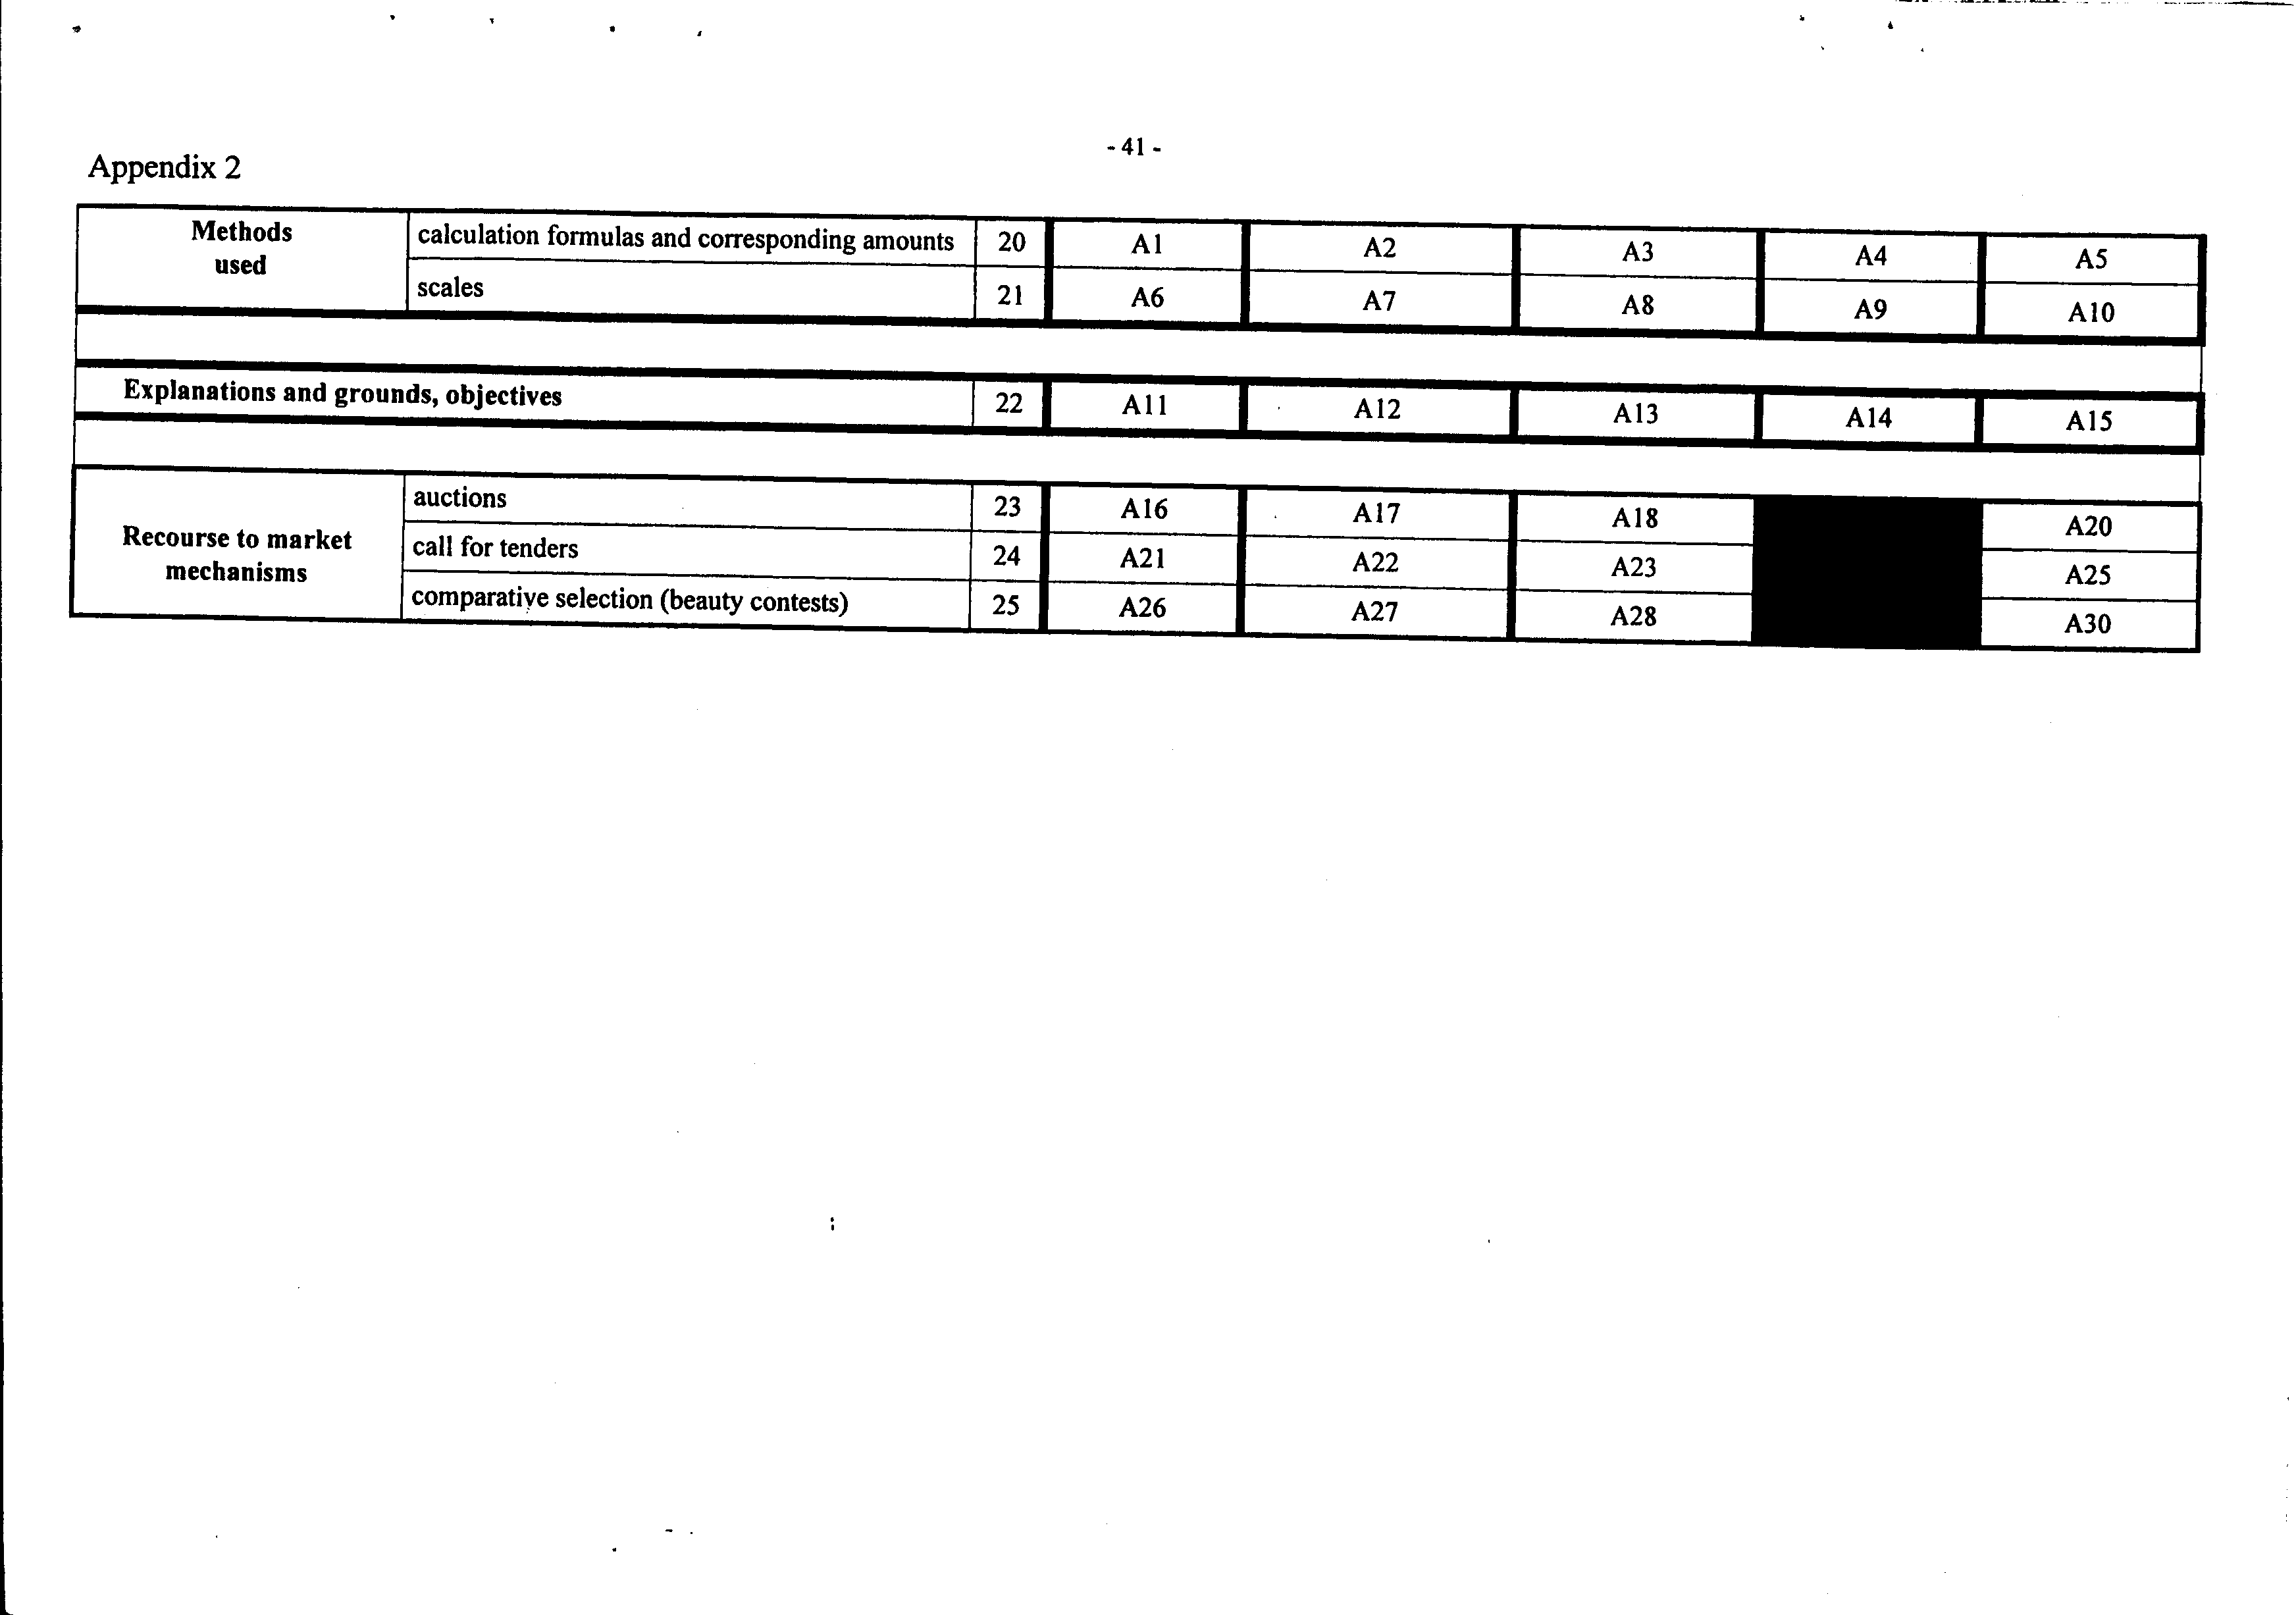 - 41 -
Appendix 2
Methods used calculation formulas and corresponding amounts 20 A1 A2 A3 A4 A5
scales 21 A6 A7 A8 A9 A10
Explanations and grounds, objectives 22 A11 A12 A13 A14 A15
Recourse to market mechanisms auctions 23 A16 A17 A18 A20
call for tenders 24 A21 A22 A23 A25
comparative selection (beauty contests) 25 A26 A27 A28 A30